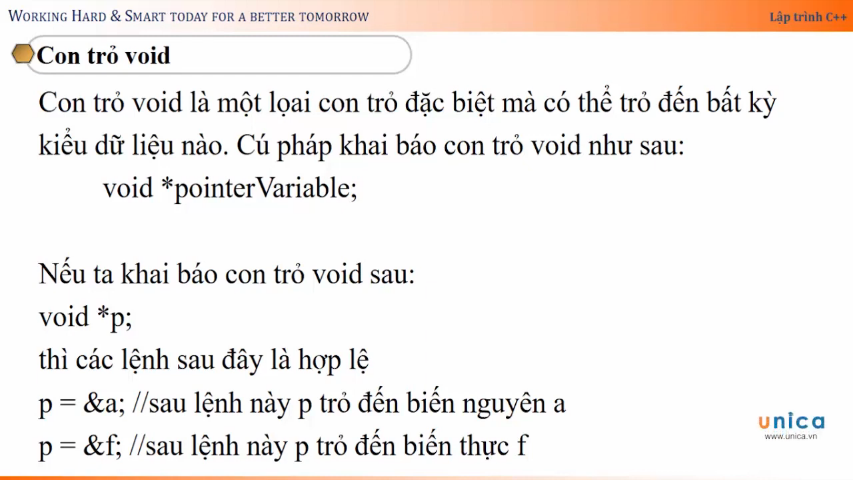 WORKING HARD & SMART TODAY FOR A BETTER TOMORROW
Lập trình C++
Con trỏ void
Con trỏ void là một lọai con trỏ đặc biệt mà có thể trỏ đến bất kỳ
kiểu dữ liệu nào. Cú pháp khai báo con trỏ void như sau:
void *pointerVariable;
Nếu ta khai báo con trỏ void sau:
void *p;
thì các lệnh sau đây là hợp lệ
p = &a; //sau lệnh này p trỏ đến biến nguyên a
p = &f; //sau lệnh này p trỏ đến biến thực f
unica
www.unica.vn